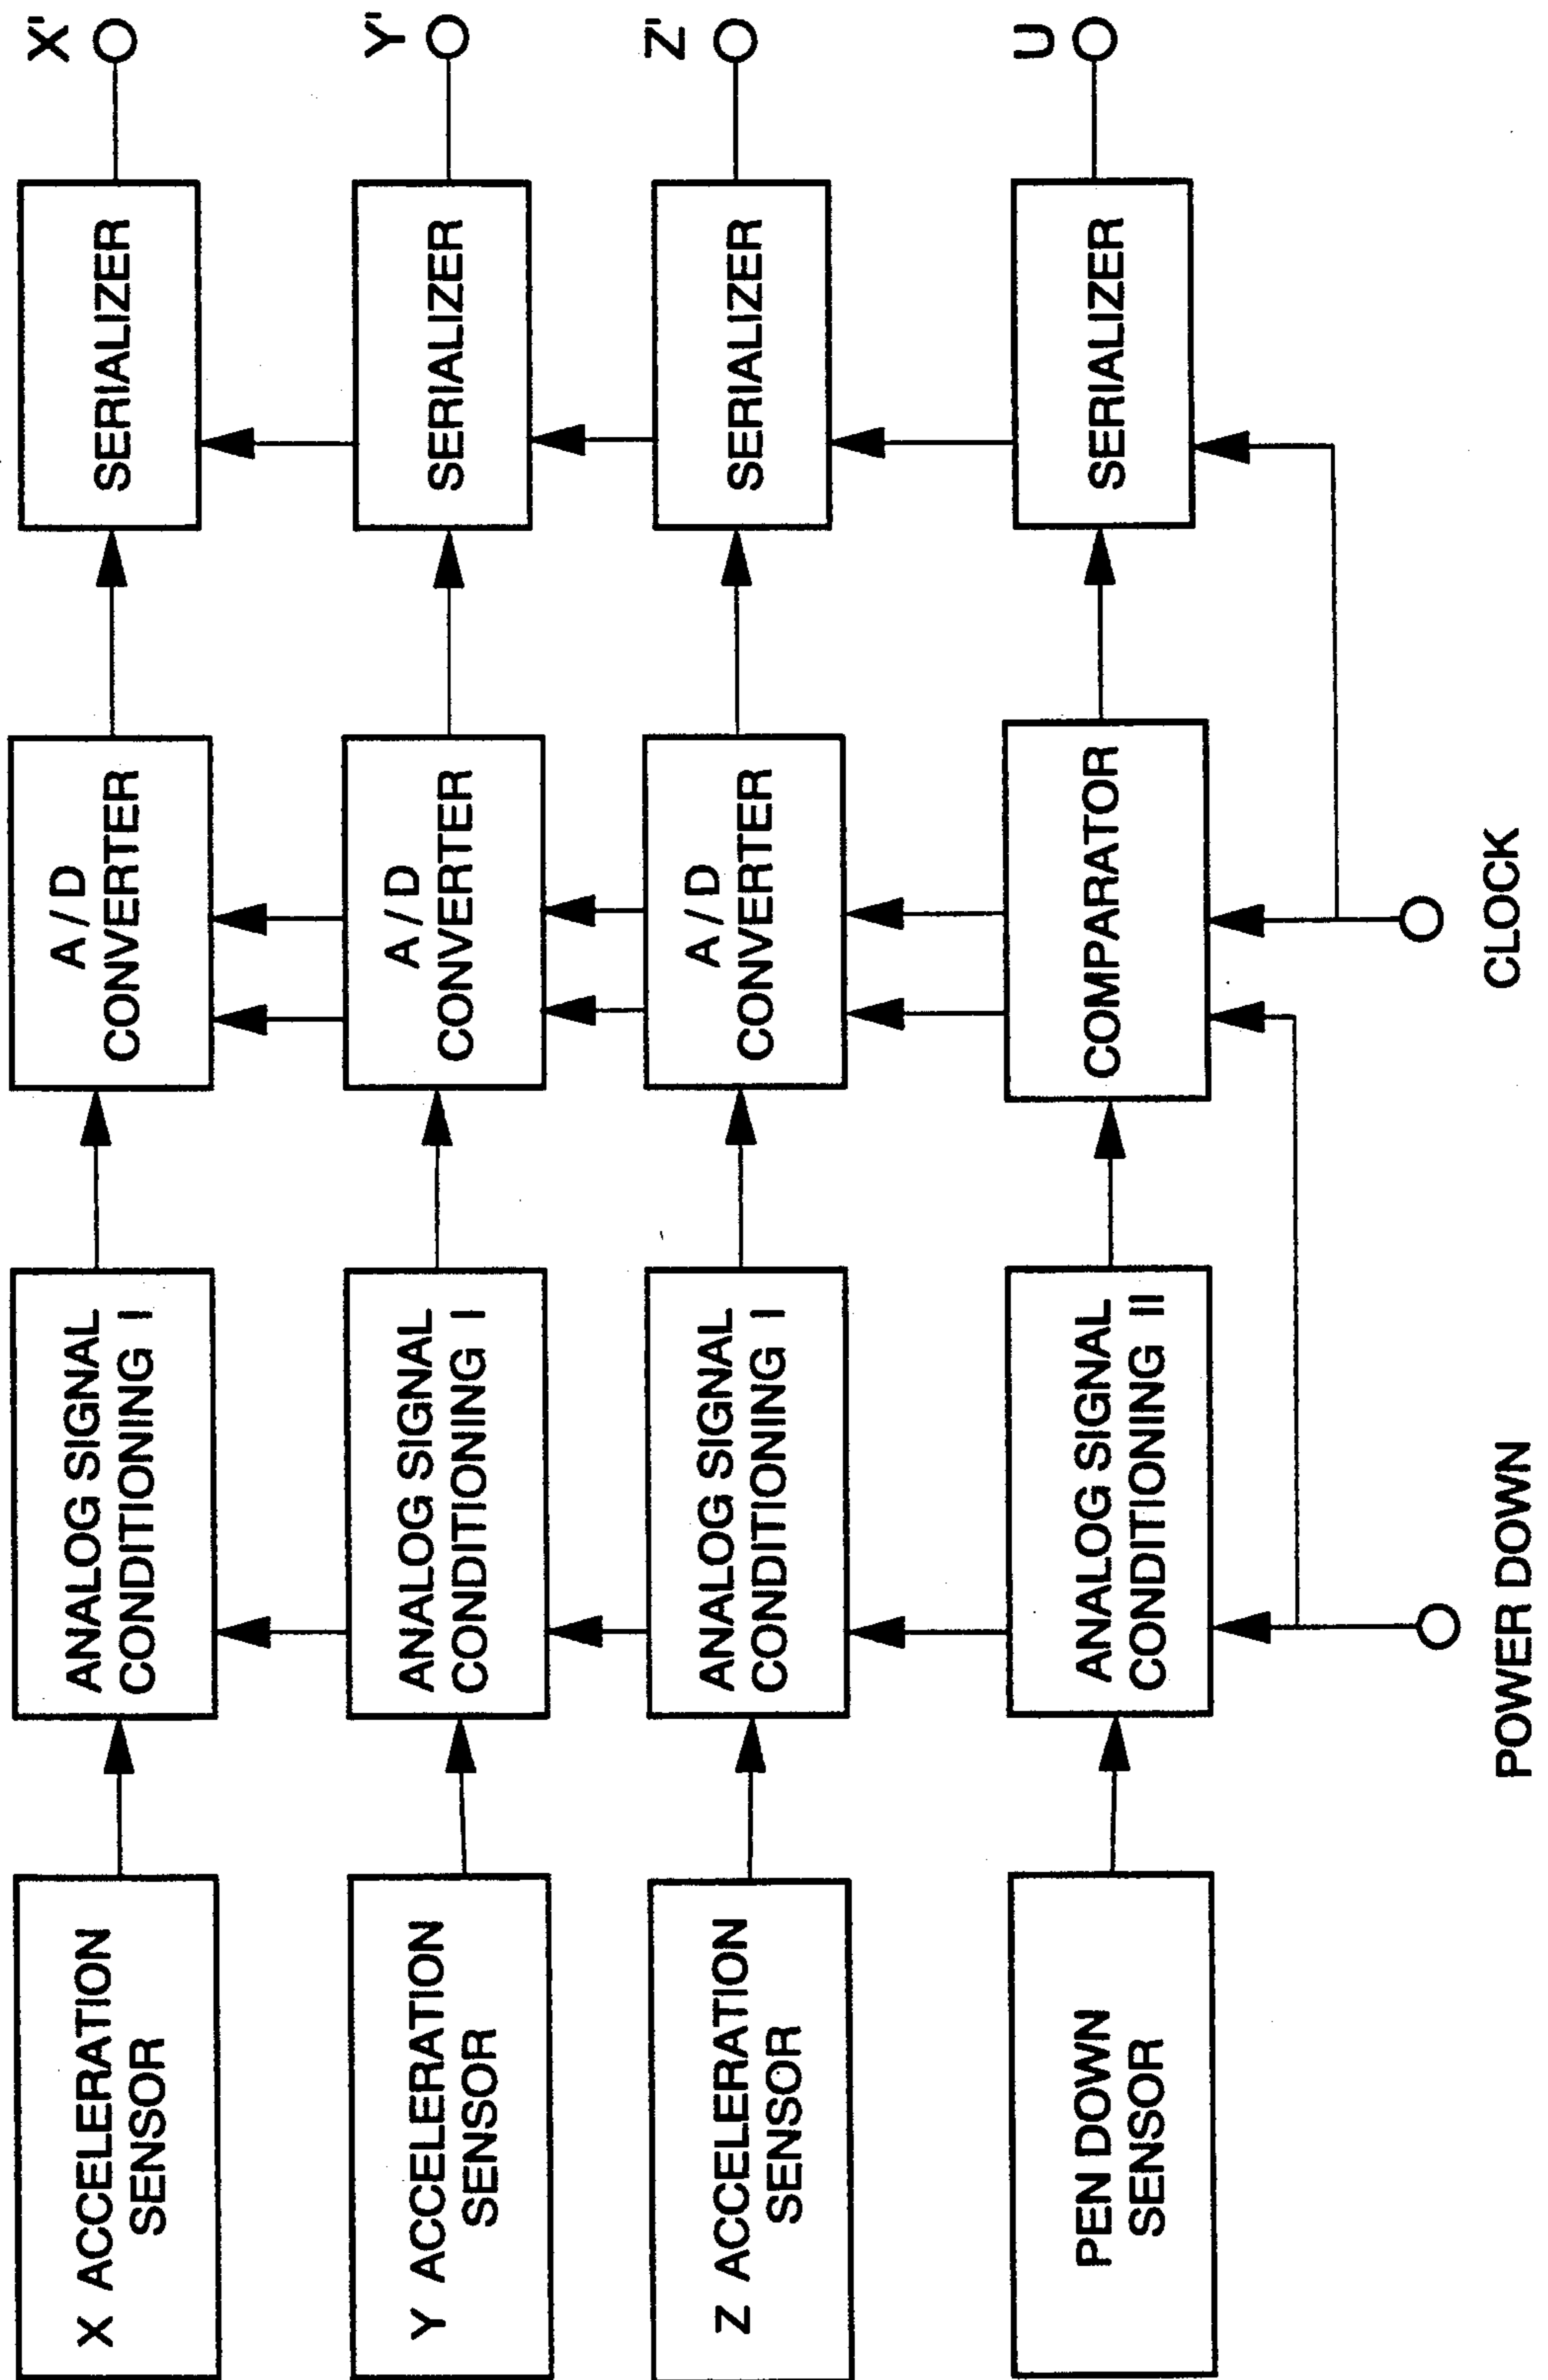 X ACCELERATION
SENSOR
ANALOG SIGNAL
CONDITIONING I
A / D
CONVERTER
SERIALIZER
X'
Y ACCELERATION
SENSOR
ANALOG SIGNAL
CONDITIONING I
A / D
CONVERTER
SERIALIZER
Y'
Z ACCELERATION
SENSOR
ANALOG SIGNAL
CONDITIONING I
A / D
CONVERTER
SERIALIZER
Z'
PEN DOWN
SENSOR
ANALOG SIGNAL
CONDITIONING II
COMPARATOR
SERIALIZER
U
POWER DOWN
CLOCK